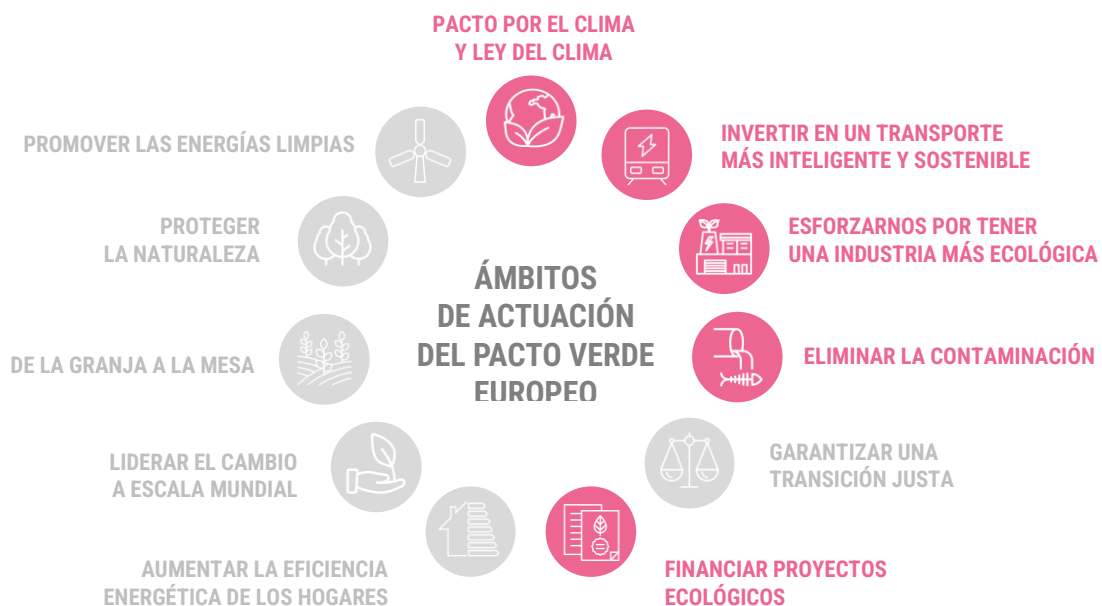 PACTO POR EL CLIMA
Y LEY DEL CLIMA
INVERTIR EN UN TRANSPORTE
MÁS INTELIGENTE Y SOSTENIBLE
ESFORZARNOS POR TENER
UNA INDUSTRIA MÁS ECOLÓGICA
ELIMINAR LA CONTAMINACIÓN
GARANTIZAR UNA
TRANSICIÓN JUSTA
FINANCIAR PROYECTOS
ECOLÓGICOS
AUMENTAR LA EFICIENCIA
ENERGÉTICA DE LOS HOGARES
LIDERAR EL CAMBIO
A ESCALA MUNDIAL
DE LA GRANJA A LA MESA
PROTEGER
LA NATURALEZA
PROMOVER LAS ENERGÍAS LIMPIAS
ÁMBITOS
DE ACTUACIÓN
DEL PACTO VERDE
EUROPEO